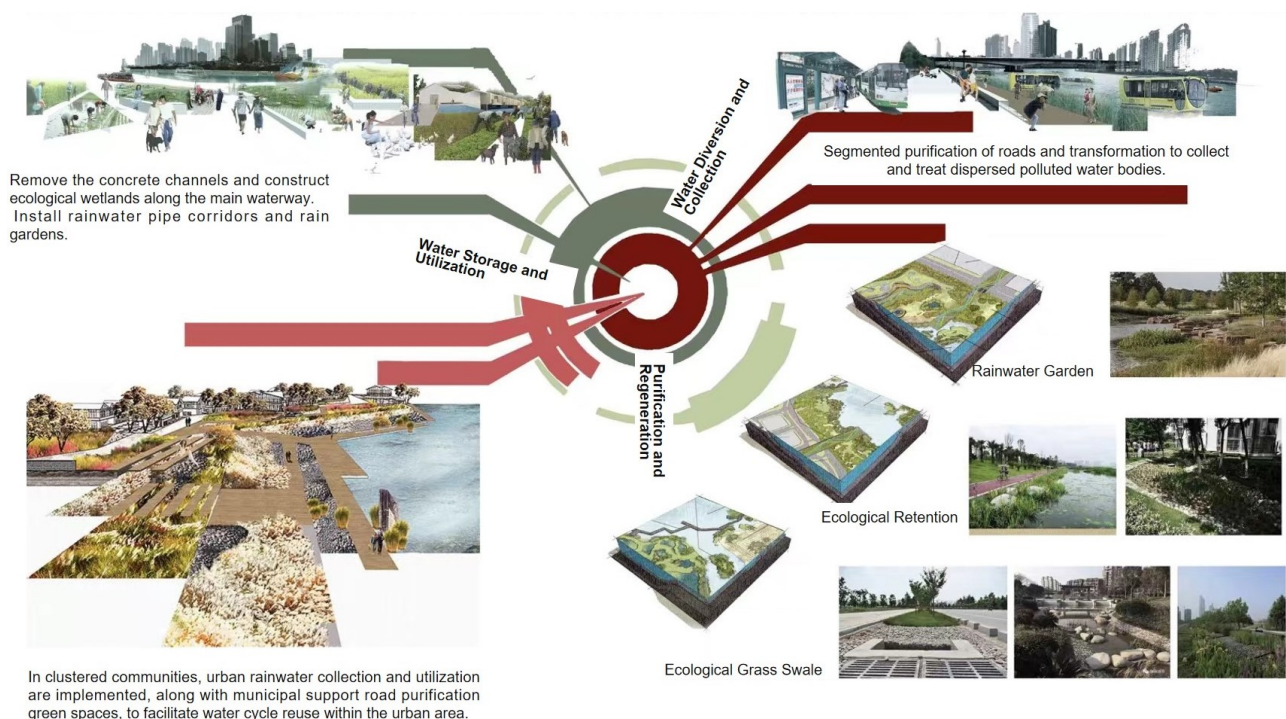 Remove the concrete channels and construct
ecological wetlands along the main waterway.
Install rainwater pipe corridors and rain
gardens.
Water Diversion and
Collection
Segmented purification of roads and transformation to collect
and treat dispersed polluted water bodies.
Water Storage and
Utilization
Purification and
Regeneration
Rainwater Garden
Ecological Retention
Ecological Grass Swale
In clustered communities, urban rainwater collection and utilization
are implemented, along with municipal support road purification
green spaces, to facilitate water cycle reuse within the urban area.